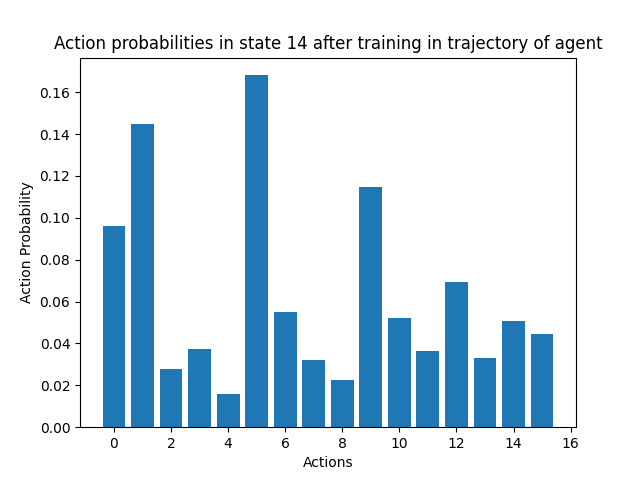 Action probabilities in state 14 after training in trajectory of agent
0.16
0.14
0.12
0.10
0.08
0.06
0.04
0.02
0.00
Action Probability
0 2 4 6 8 10 12 14 16
Actions